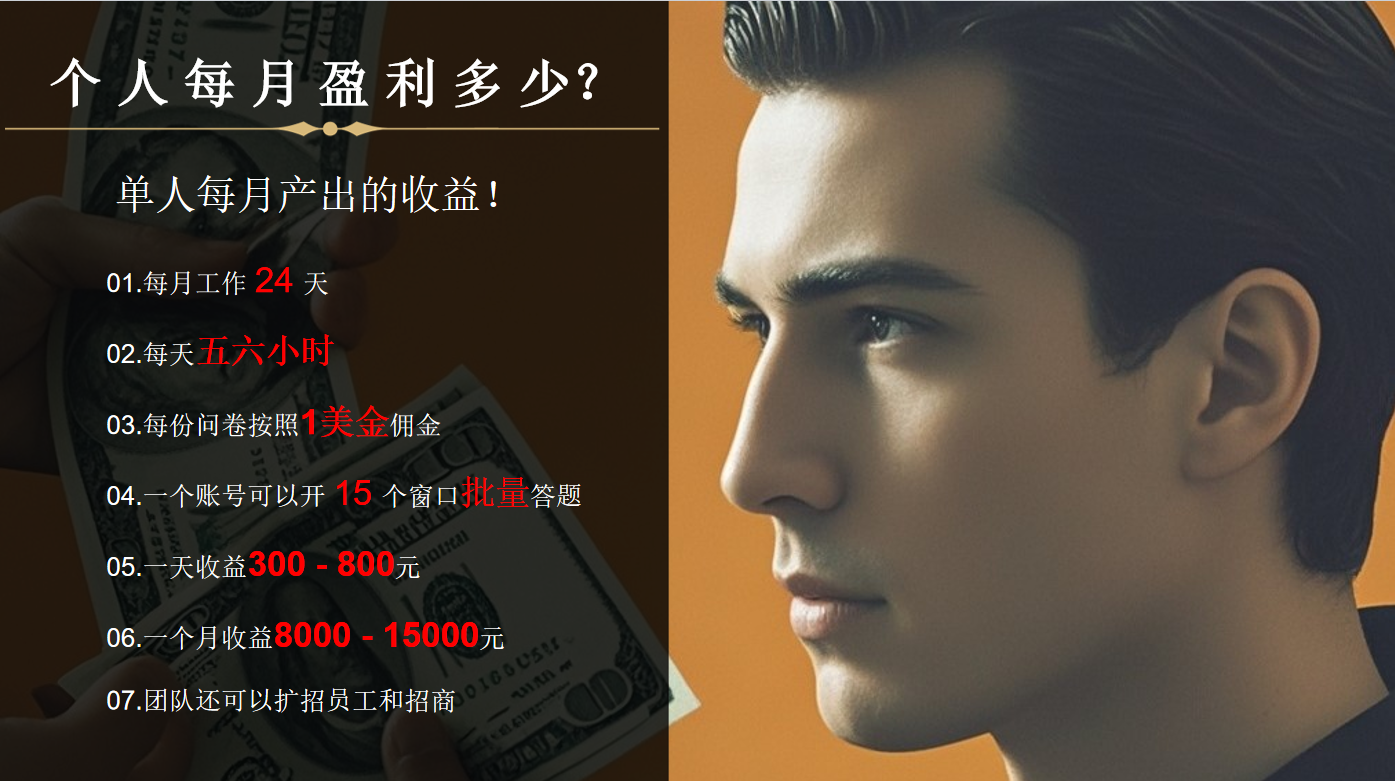 个人每月盈利多少?
单人每月产出的收益!
01.每月工作 24 天
02.每天五六小时
03.每份问卷按照1美金佣金
04.一个账号可以开 15 个窗口批量答题
05.一天收益300 - 800元
06.一个月收益8000 - 15000元
07.团队还可以扩招员工和招商